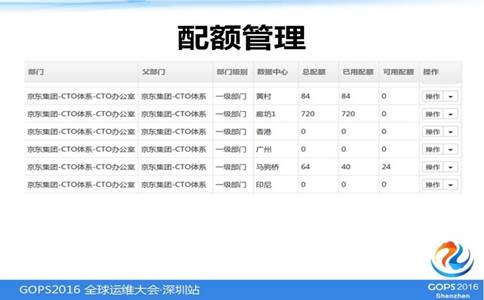 配额管理
部门 父部门 部门级别 数据中心 总配额 已用配额 可用配额 操作
京东集团-CTO体系-CTO办公室 京东集团-CTO体系 一级部门 黄村 84 84 0 操作
京东集团-CTO体系-CTO办公室 京东集团-CTO体系 一级部门 廊坊1 720 720 0 操作
京东集团-CTO体系-CTO办公室 京东集团-CTO体系 一级部门 香港 0 0 0 操作
京东集团-CTO体系-CTO办公室 京东集团-CTO体系 一级部门 广州 0 0 0 操作
京东集团-CTO体系-CTO办公室 京东集团-CTO体系 一级部门 马驹桥 64 40 24 操作
京东集团-CTO体系-CTO办公室 京东集团-CTO体系 一级部门 印尼 0 0 0 操作
GOPS2016 全球运维大会·深圳站
GOPS2016
Shenzhen